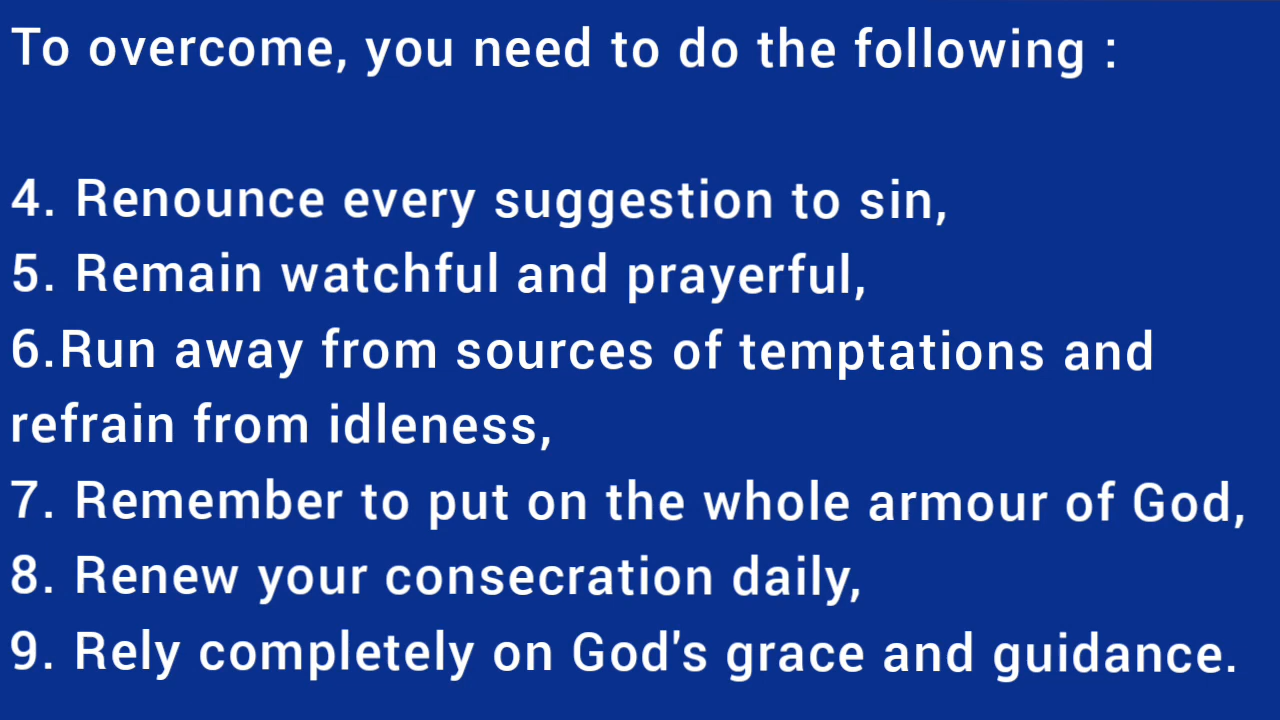 To overcome, you need to do the following :
4. Renounce every suggestion to sin,
5. Remain watchful and prayerful,
6.Run away from sources of temptations and
refrain from idleness,
7. Remember to put on the whole armour of God,
8. Renew your consecration daily,
9. Rely completely on God's grace and guidance.